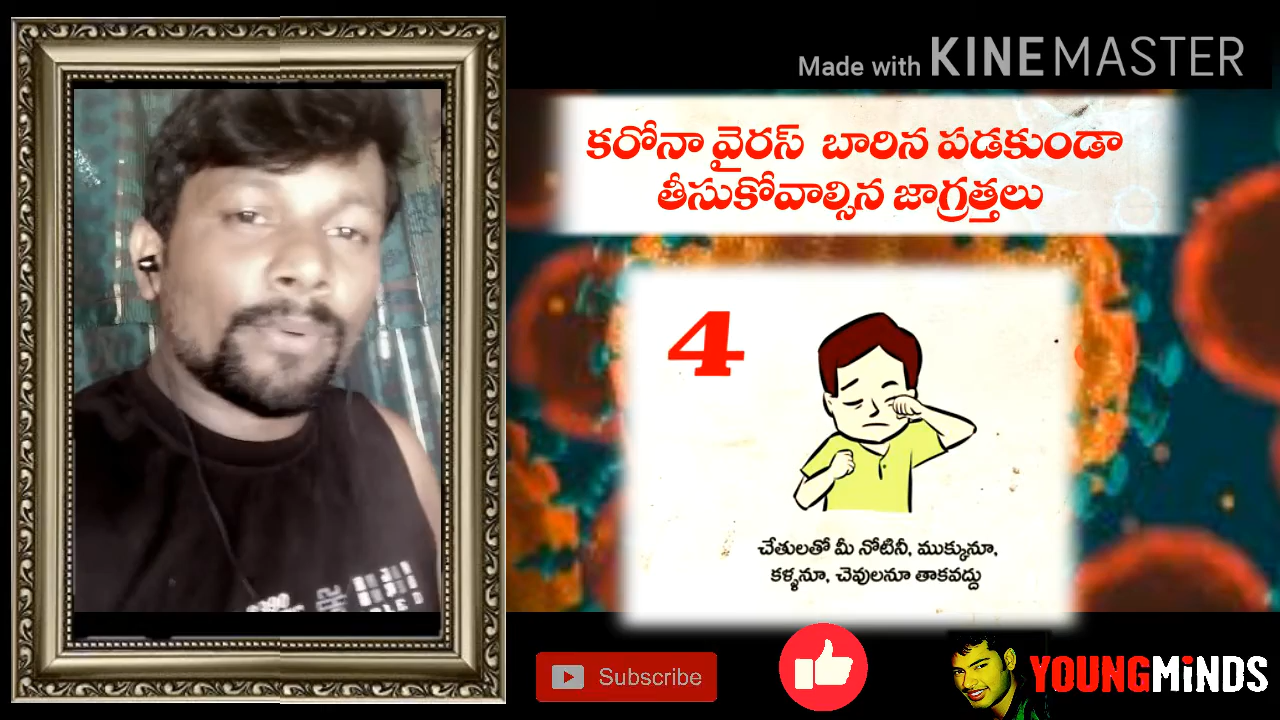 Made with KINEMASTER
కరోనా వైరస్ బారిన పడకుండా
తీసుకోవాల్సిన జాగ్రత్తలు
4
చేతులతో మీ నోటినీ, ముక్కునూ,
కళ్ళనూ, చెవులనూ తాకవద్దు
Subscribe
YOUNGMiNDS